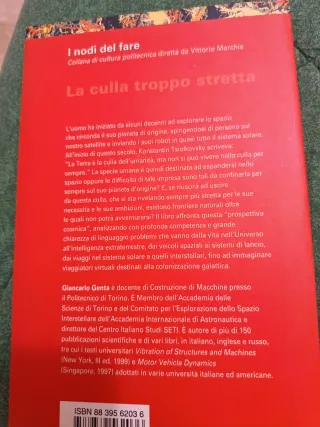 I nodi del fare
Collana di cultura politecnica diretta da Vittorio Marchis
La culla troppo stretta
L'uomo ha iniziato da alcuni decenni ad esplorare lo spazio
che circonda il suo pianeta di origine, spingendosi di persona sul
nostro satellite e inviando i suoi robot in quasi tutto il sistema solare.
All'inizio di questo secolo, Konstantin Tsiolkovsky scriveva:
"La Terra è la culla dell'umanità, ma non si può vivere nella culla per
sempre." La specie umana è quindi destinata ad espandersi nello
spazio oppure le difficoltà di tale impresa sono tali da confinarla per
sempre sul suo pianeta d'origine? E, se riuscirà ad uscire
da questa culla, che si sta rivelando sempre più stretta per le sue
necessità e le sue ambizioni, esistono frontiere naturali oltre
le quali non potrà avventurarsi? Il libro affronta questa "prospettiva
cosmica", analizzando con profonda competenza e grande
chiarezza di linguaggio problemi che vanno dalla vita nell'Universo
all'intelligenza extraterrestre, dei veicoli spaziali ai sistemi di lancio,
dai viaggi nel sistema solare a quelli interstellari, fino ad immaginare
viaggiatori virtuali destinati alla colonizzazione galattica.
Giancarlo Genta è docente di Costruzione di Macchine presso
il Politecnico di Torino. È Membro dell'Accademia delle
Scienze di Torino e del Comitato per l'Esplorazione dello Spazio
Interstellare dell'Accademia Internazionale di Astronautica e
direttore del Centro Italiano Studi SETI. È autore di più di 150
pubblicazioni scientifiche e di vari libri, in italiano, inglese e russo,
tra cui i testi universitari Vibration of Structures and Machines
(New York, III ed. 1999) e Motor Vehicle Dynamics
(Singapore, 1997) adottati in varie università italiane ed americane.
ISBN 88 395 6203 6